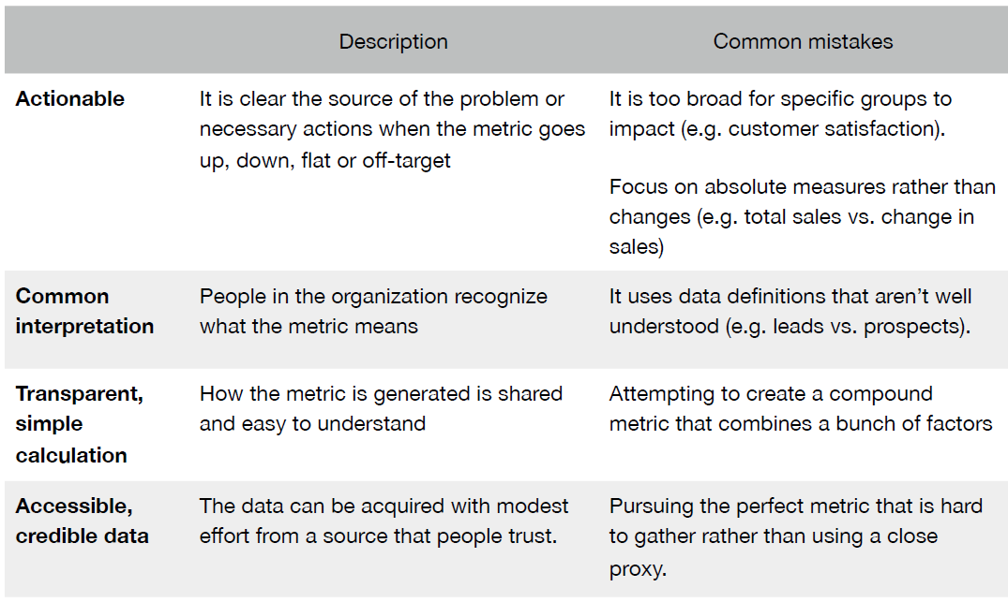 Description Common mistakes
Actionable
It is clear the source of the problem or
necessary actions when the metric goes
up, down, flat or off-target
It is too broad for specific groups to
impact (e.g. customer satisfaction).
Focus on absolute measures rather than
changes (e.g. total sales vs. change in
sales)
Common
interpretation
People in the organization recognize
what the metric means
It uses data definitions that aren’t well
understood (e.g. leads vs. prospects).
Transparent,
simple
calculation
How the metric is generated is shared
and easy to understand
Attempting to create a compound
metric that combines a bunch of factors
Accessible,
credible data
The data can be acquired with modest
effort from a source that people trust.
Pursuing the perfect metric that is hard
to gather rather than using a close
proxy.